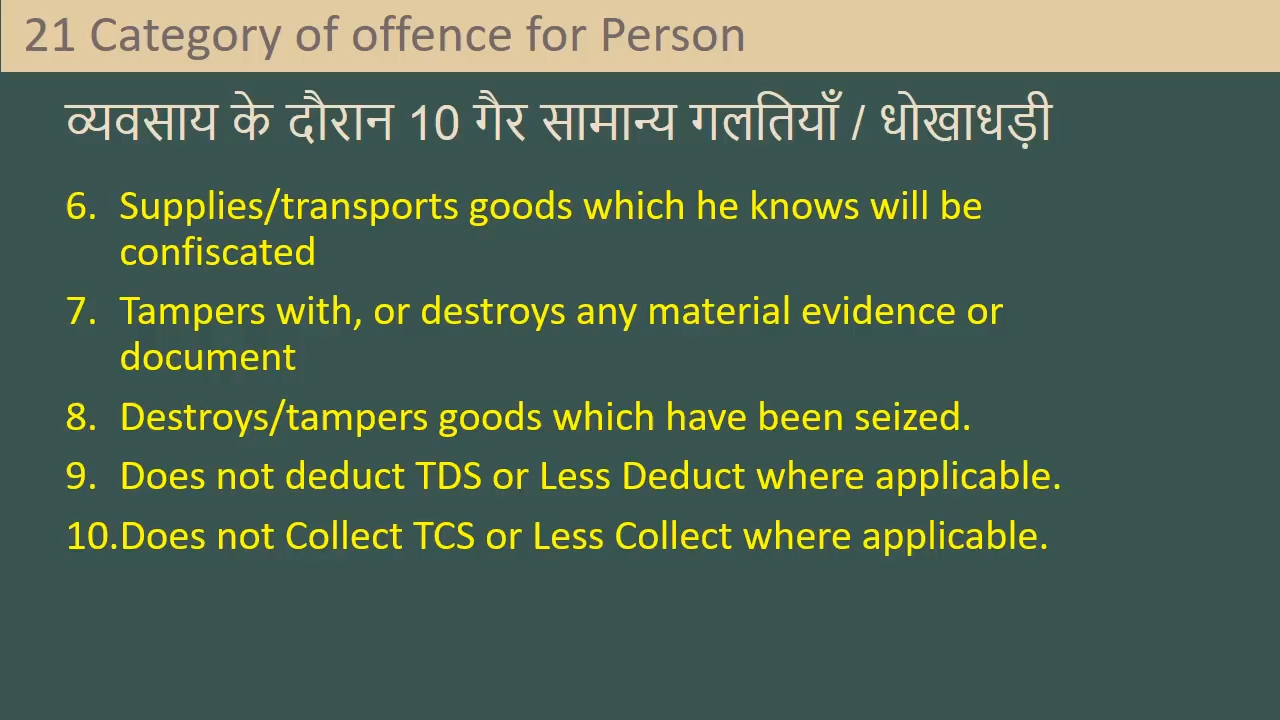 21 Category of offence for Person
व्यवसाय के दौरान 10 गैर सामान्य गलतियाँ / धोखाधड़ी
6. Supplies/transports goods which he knows will be
confiscated
7. Tampers with, or destroys any material evidence or
document
8. Destroys/tampers goods which have been seized.
9. Does not deduct TDS or Less Deduct where applicable.
10.Does not Collect TCS or Less Collect where applicable.